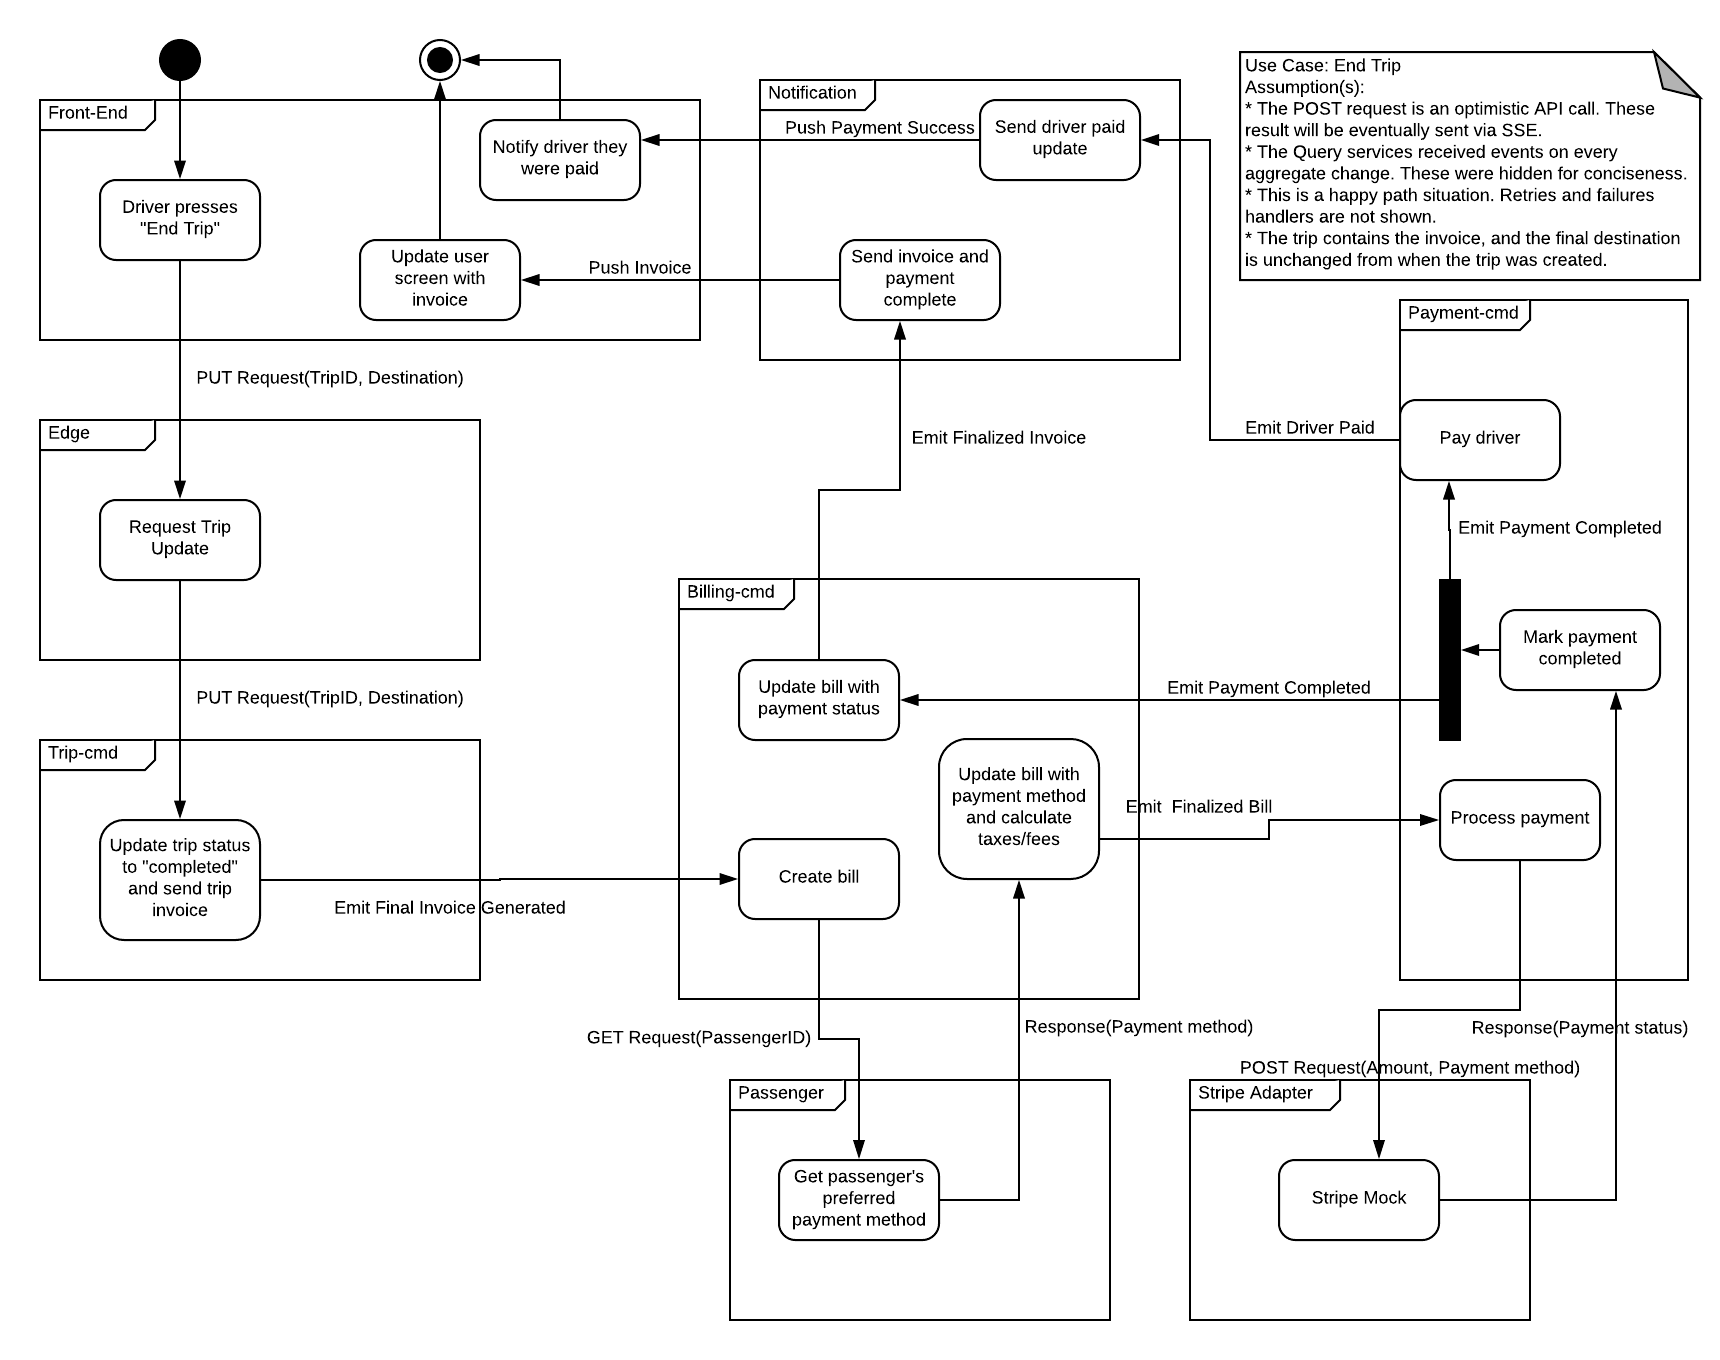 Use Case: End Trip
Assumption(s):
* The POST request is an optimistic API call. These
result will be eventually sent via SSE.
* The Query services received events on every
aggregate change. These were hidden for conciseness.
* This is a happy path situation. Retries and failures
handlers are not shown.
* The trip contains the invoice, and the final destination
is unchanged from when the trip was created.
Front-End
Driver presses
"End Trip"
Notify driver they
were paid
Update user
screen with
invoice
Push Payment Success
Push Invoice
Notification
Send driver paid
update
Send invoice and
payment
complete
PUT Request(TripID, Destination)
Edge
Request Trip
Update
PUT Request(TripID, Destination)
Trip-cmd
Update trip status
to "completed"
and send trip
invoice
Emit Final Invoice Generated
Emit Finalized Invoice
Billing-cmd
Update bill with
payment status
Update bill with
payment method
and calculate
taxes/fees
Create bill
Emit Driver Paid
Payment-cmd
Pay driver
Emit Payment Completed
Mark payment
completed
Emit Payment Completed
Emit  Finalized Bill
Process payment
GET Request(PassengerID)
Response(Payment method)
Response(Payment status)
POST Request(Amount, Payment method)
Passenger
Get passenger's
preferred
payment method
Stripe Adapter
Stripe Mock